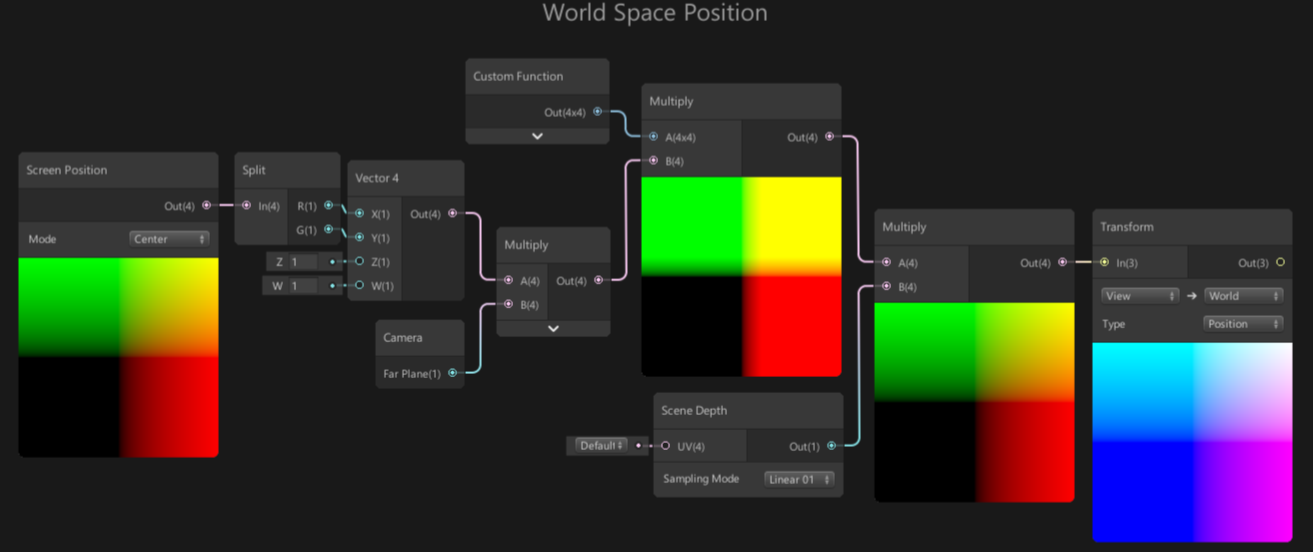 World Space Position
Screen Position
Out(4)
Mode
Center
Split
In(4)
R(1)
G(1)
Z 1
W 1
Vector 4
X(1)
Y(1)
Z(1)
W(1)
Out(4)
Camera
Far Plane(1)
Custom Function
Out(4x4)
Multiply
A(4)
B(4)
Out(4)
Multiply
A(4x4)
B(4)
Out(4)
Default
Scene Depth
UV(4)
Out(1)
Sampling Mode
Linear 01
Multiply
A(4)
B(4)
Out(4)
Transform
In(3)
Out(3)
View
World
Type
Position